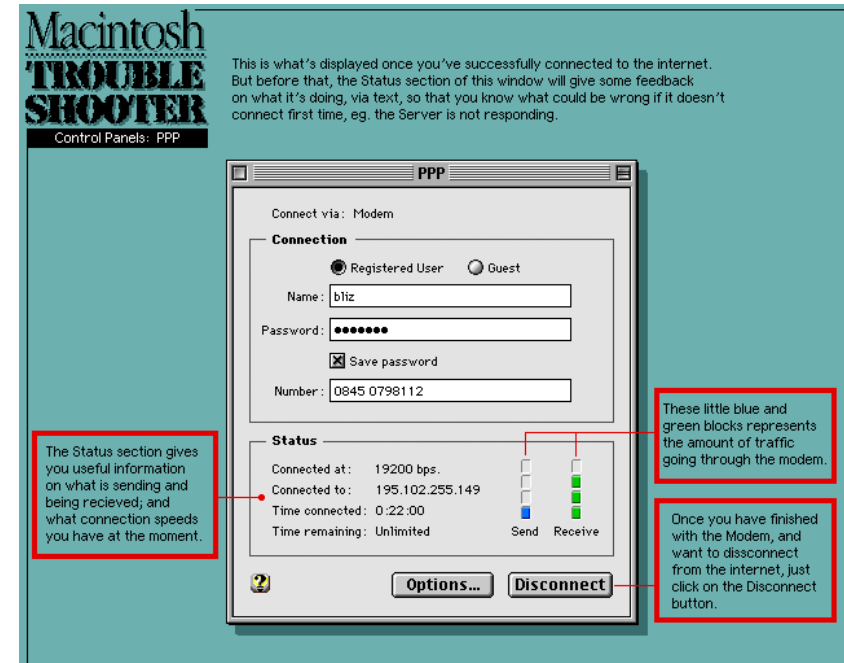 Macintosh
TROUBLE
SHOOTER
Control Panels: PPP
This is what's displayed once you've successfully connected to the internet.
But before that, the Status section of this window will give some feedback
on what it's doing, via text, so that you know what could be wrong if it doesn't
connect first time, eg. the Server is not responding.
PPP
Connect via: Modem
Connection
Registered User Guest
Name: bliz
Password: ●●●●●●●
Save password
Number: 0845 0798112
Status
Connected at: 19200 bps.
Connected to: 195.102.255.149
Time connected: 0:22:00
Time remaining: Unlimited
Send Receive
Options... Disconnect
The Status section gives
you useful information
on what is sending and
being recieved; and
what connection speeds
you have at the moment.
These little blue and
green blocks represents
the amount of traffic
going through the modem.
Once you have finished
with the Modem, and
want to dissconnect
from the internet, just
click on the Disconnect
button.